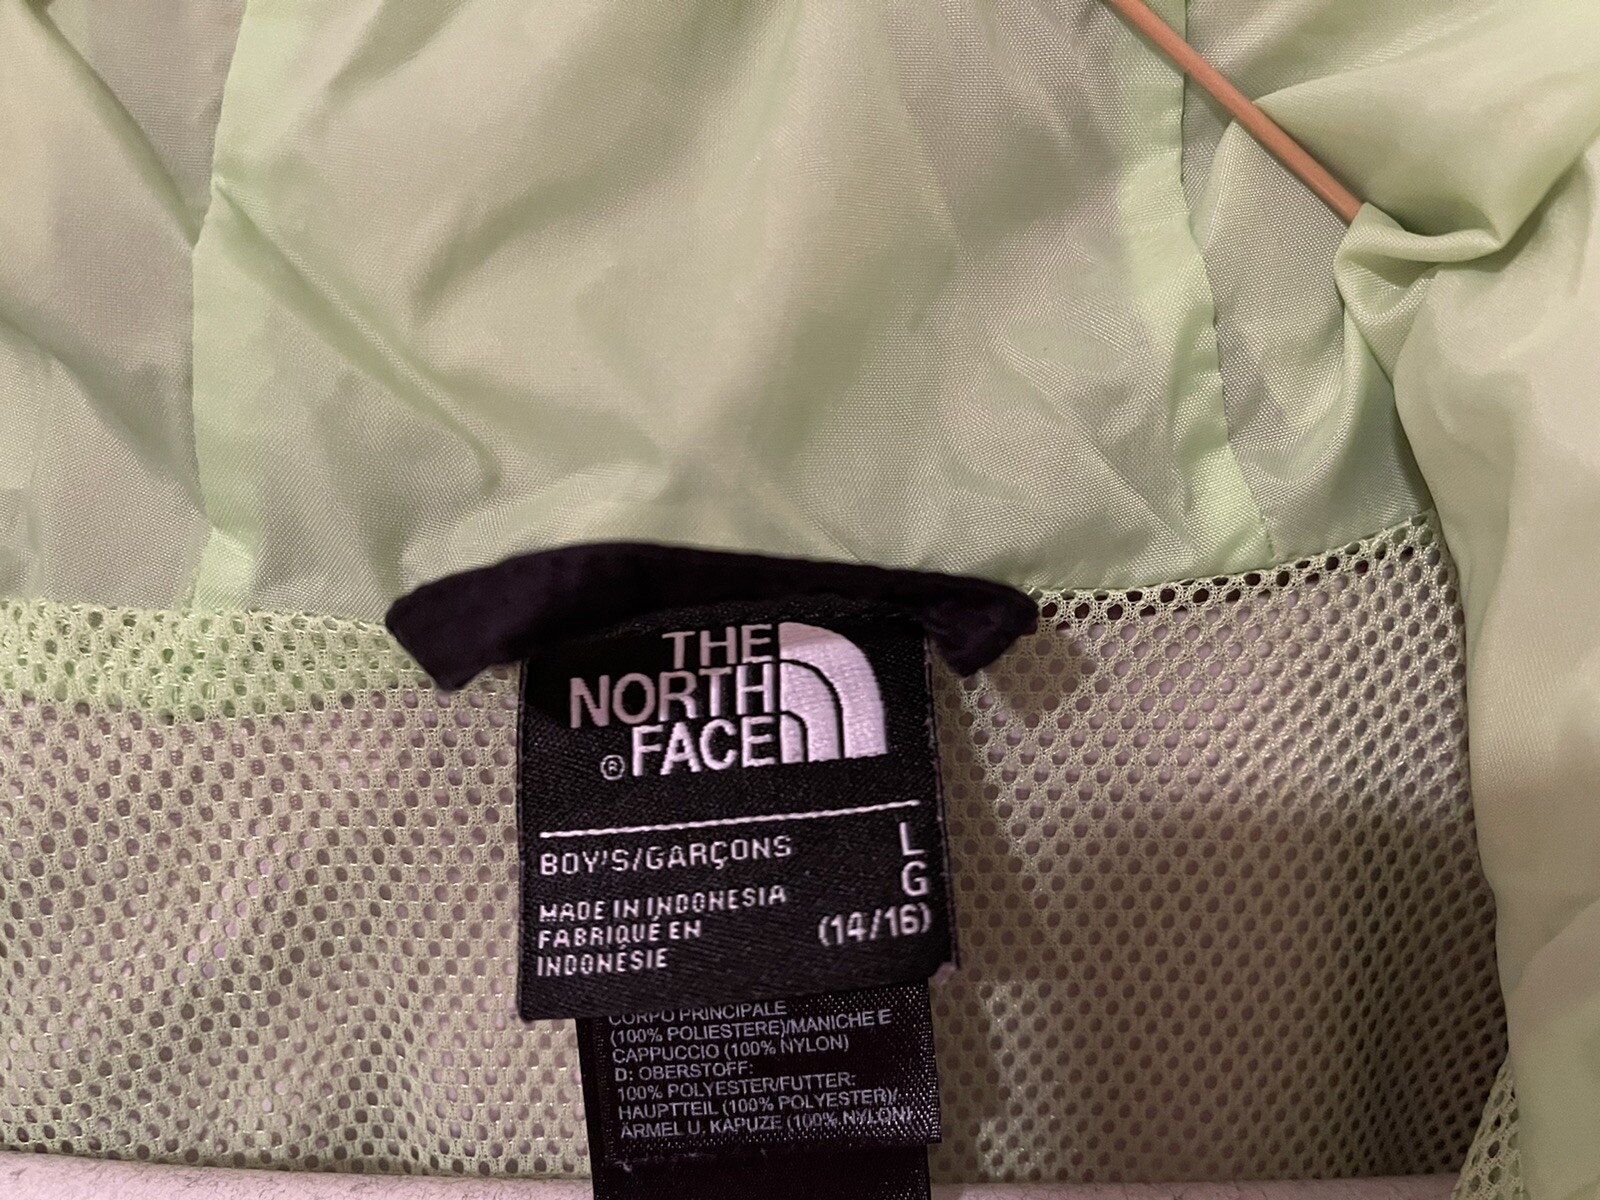 THE
NORTH
FACE
®
BOY'S/GARÇONS L
G
MADE IN INDONESIA (14/16)
FABRIQUÉ EN
INDONÉSIE
CORPO PRINCIPALE
(100% POLIESTERE)/MANICHE E
CAPPUCCIO (100% NYLON)
D: OBERSTOFF:
100% POLYESTER/FUTTER:
HAUPTTEIL (100% POLYESTER)/
ÄRMEL U. KAPUZE (100% NYLON)